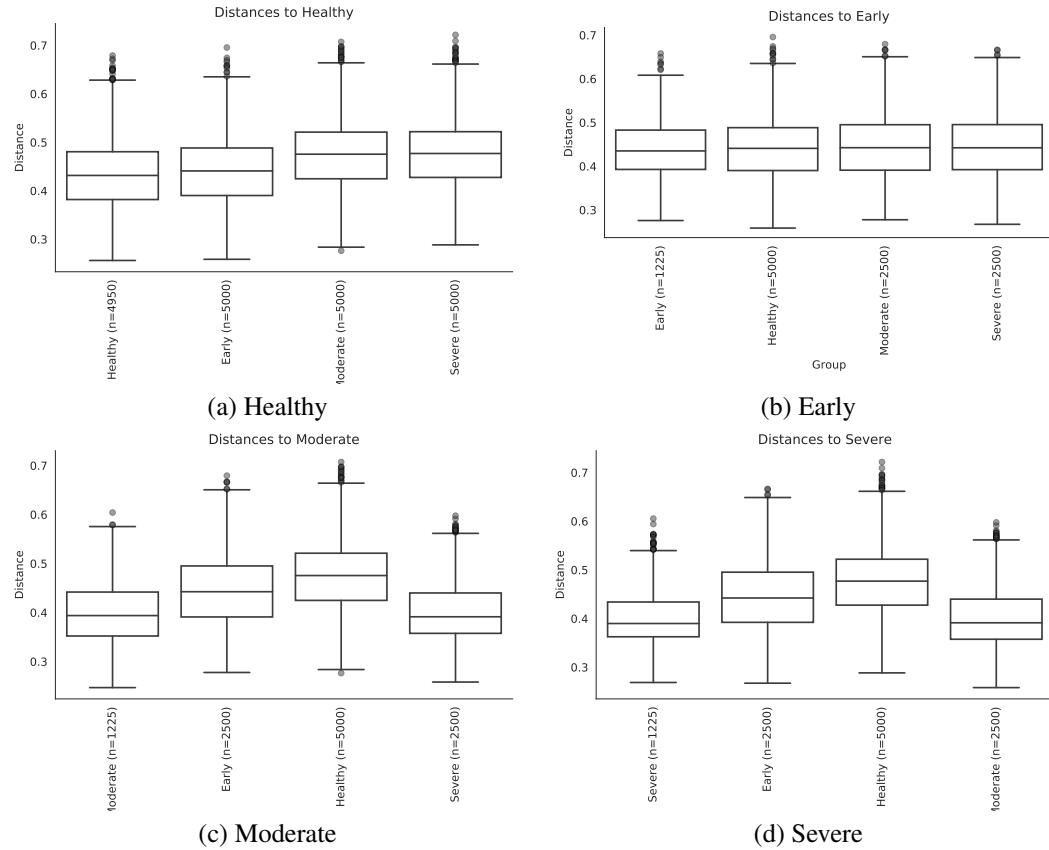 Distances to Healthy
Distance
0.7
0.6
0.5
0.4
0.3
Healthy (n=4950)
Early (n=5000)
Moderate (n=5000)
Severe (n=5000)
(a) Healthy
Distances to Early
Distance
0.7
0.6
0.5
0.4
0.3
Early (n=1225)
Healthy (n=5000)
Moderate (n=2500)
Severe (n=2500)
Group
(b) Early
Distances to Moderate
Distance
0.7
0.6
0.5
0.4
0.3
Moderate (n=1225)
Early (n=2500)
Healthy (n=5000)
Severe (n=2500)
(c) Moderate
Distances to Severe
Distance
0.7
0.6
0.5
0.4
0.3
Severe (n=1225)
Early (n=2500)
Healthy (n=5000)
Moderate (n=2500)
(d) Severe